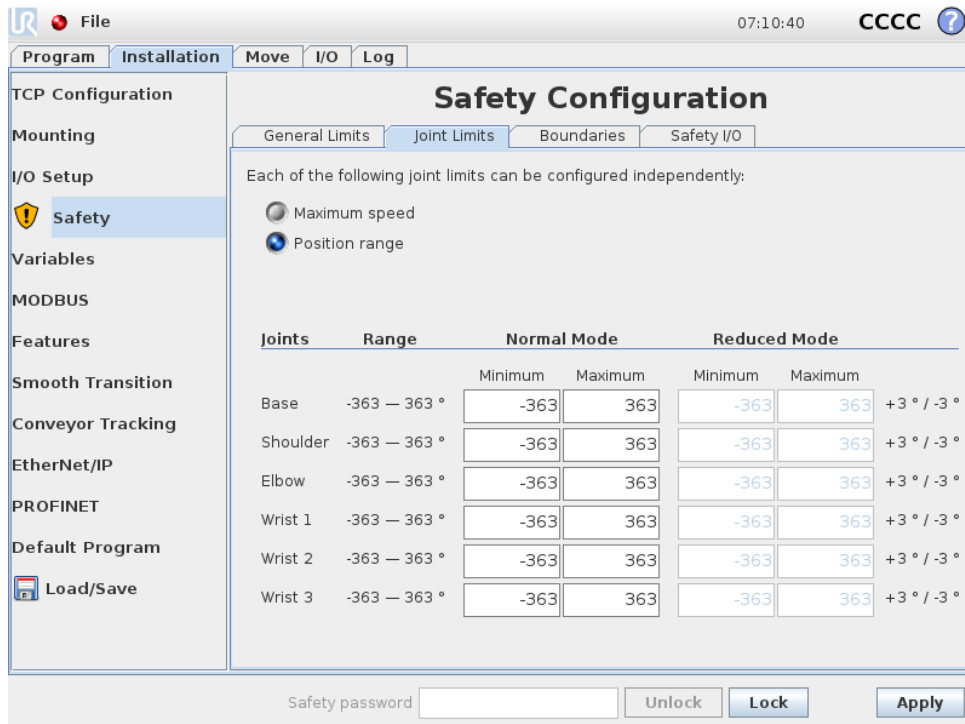 UR File 07:10:40 CCCC ?
Program Installation Move I/O Log
TCP Configuration
Mounting
I/O Setup
Safety
Variables
MODBUS
Features
Smooth Transition
Conveyor Tracking
EtherNet/IP
PROFINET
Default Program
Load/Save
Safety Configuration
General Limits Joint Limits Boundaries Safety I/O
Each of the following joint limits can be configured independently:
Maximum speed
Position range
Joints Range Normal Mode Reduced Mode
Minimum Maximum Minimum Maximum
Base -363 — 363 ° -363 363 -363 363 +3 ° / -3 °
Shoulder -363 — 363 ° -363 363 -363 363 +3 ° / -3 °
Elbow -363 — 363 ° -363 363 -363 363 +3 ° / -3 °
Wrist 1 -363 — 363 ° -363 363 -363 363 +3 ° / -3 °
Wrist 2 -363 — 363 ° -363 363 -363 363 +3 ° / -3 °
Wrist 3 -363 — 363 ° -363 363 -363 363 +3 ° / -3 °
Safety password Unlock Lock Apply